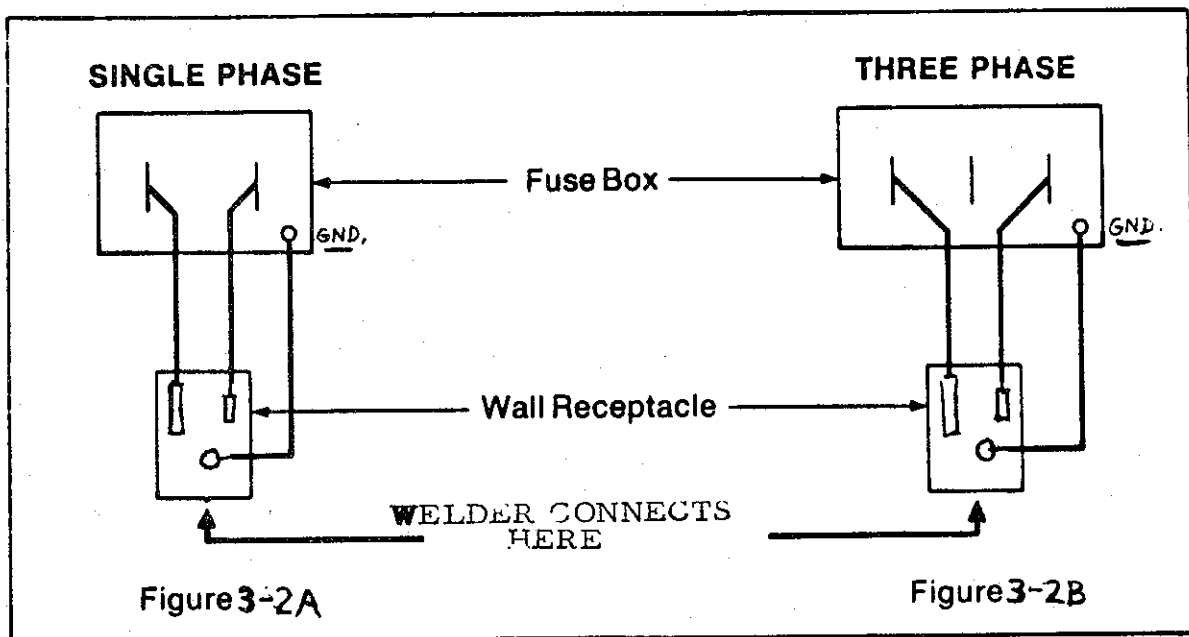 SINGLE PHASE
THREE PHASE
Fuse Box
GND.
GND.
Wall Receptacle
WELDER CONNECTS
HERE
Figure 3-2A
Figure 3-2B